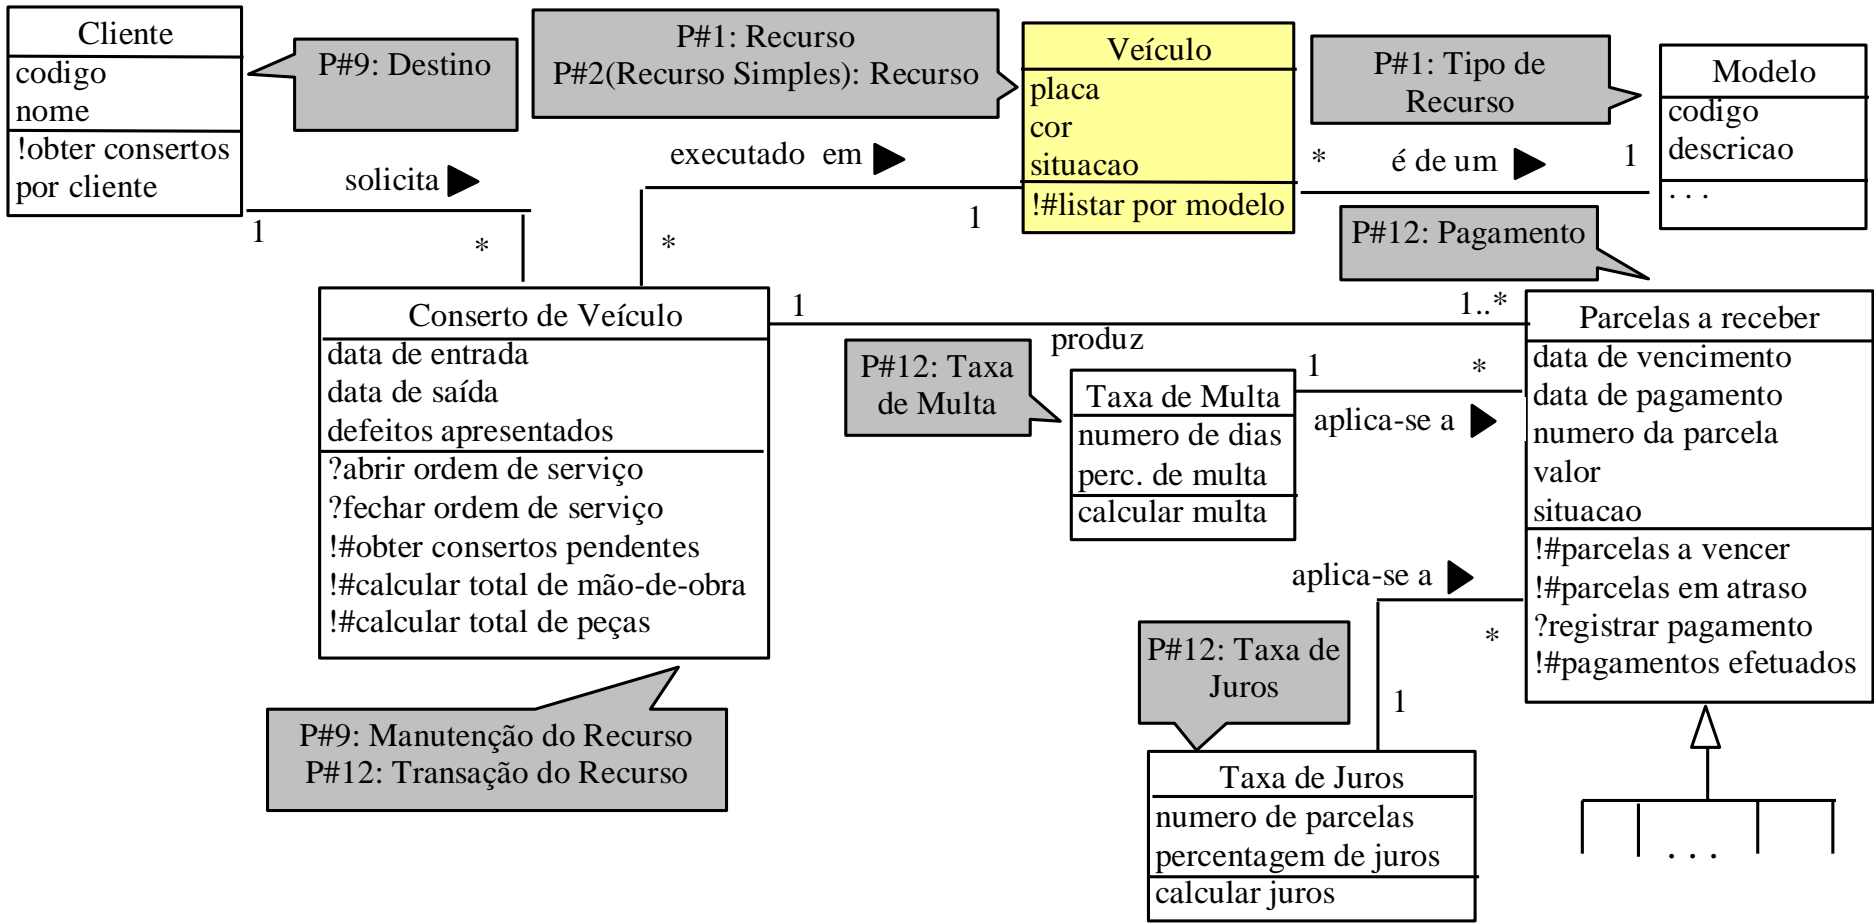 Cliente
codigo
nome
!obter consertos
por cliente
P#9: Destino
P#1: Recurso
P#2(Recurso Simples): Recurso
Veículo
placa
cor
situacao
!#listar por modelo
P#1: Tipo de
Recurso
Modelo
codigo
descricao
. . .
solicita
1
*
executado em
*
1
*
é de um
1
P#12: Pagamento
Conserto de Veículo
data de entrada
data de saída
defeitos apresentados
?abrir ordem de serviço
?fechar ordem de serviço
!#obter consertos pendentes
!#calcular total de mão-de-obra
!#calcular total de peças
1
produz
1..*
P#12: Taxa
de Multa
Taxa de Multa
numero de dias
perc. de multa
calcular multa
1
*
aplica-se a
Parcelas a receber
data de vencimento
data de pagamento
numero da parcela
valor
situacao
!#parcelas a vencer
!#parcelas em atraso
?registrar pagamento
!#pagamentos efetuados
aplica-se a
*
1
P#12: Taxa de
Juros
P#9: Manutenção do Recurso
P#12: Transação do Recurso
Taxa de Juros
numero de parcelas
percentagem de juros
calcular juros
. . .